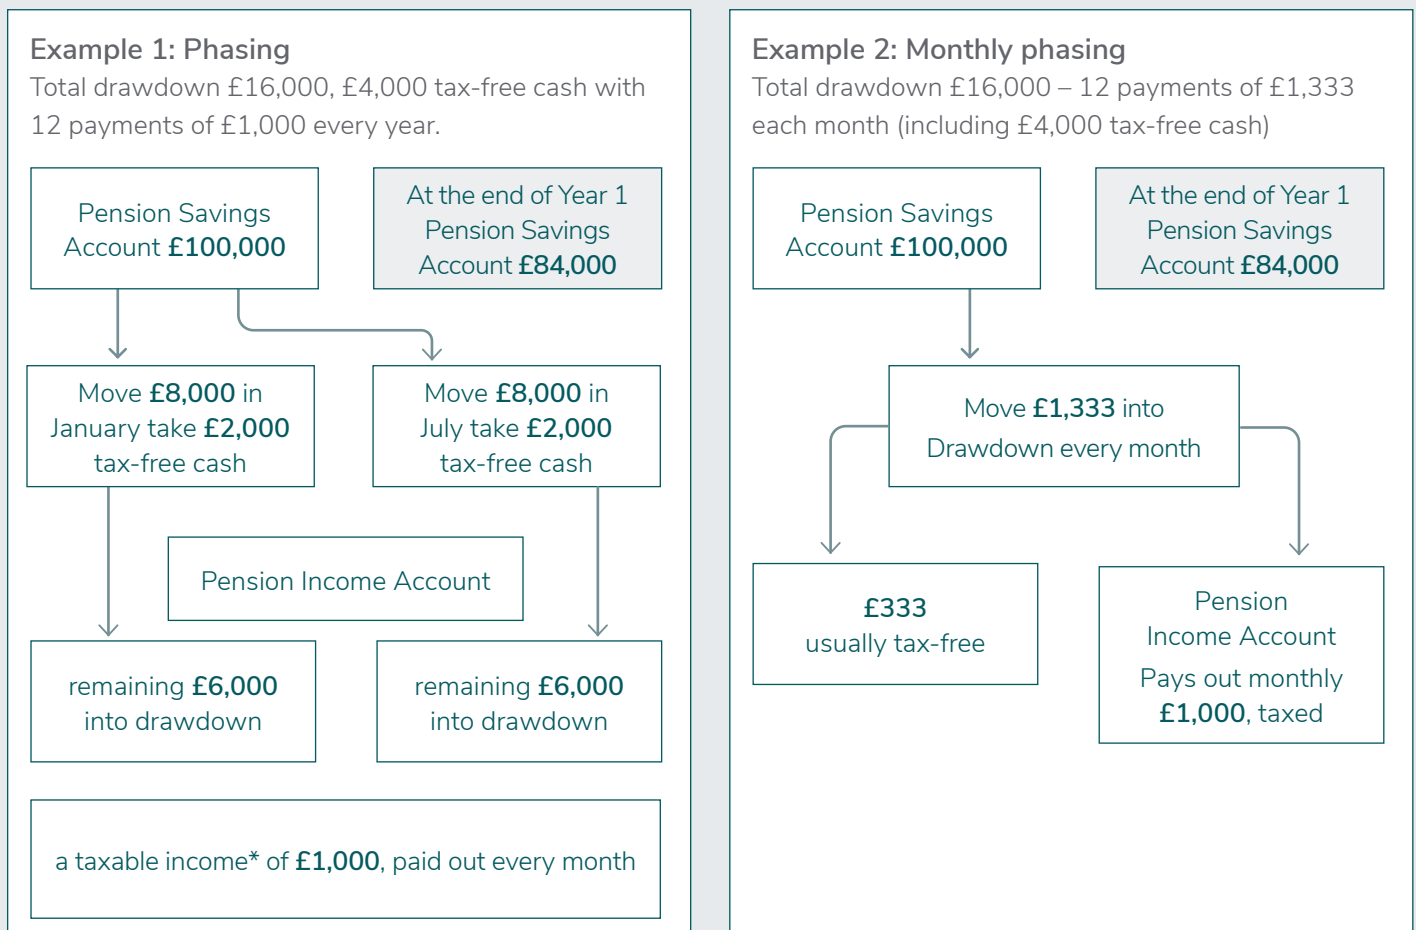 Example 1: Phasing
Total drawdown £16,000, £4,000 tax-free cash with
12 payments of £1,000 every year.
Pension Savings
Account £100,000
At the end of Year 1
Pension Savings
Account £84,000
Move £8,000 in
January take £2,000
tax-free cash
Move £8,000 in
July take £2,000
tax-free cash
Pension Income Account
remaining £6,000
into drawdown
remaining £6,000
into drawdown
a taxable income* of £1,000, paid out every month
Example 2: Monthly phasing
Total drawdown £16,000 – 12 payments of £1,333
each month (including £4,000 tax-free cash)
Pension Savings
Account £100,000
At the end of Year 1
Pension Savings
Account £84,000
Move £1,333 into
Drawdown every month
£333
usually tax-free
Pension
Income Account
Pays out monthly
£1,000, taxed